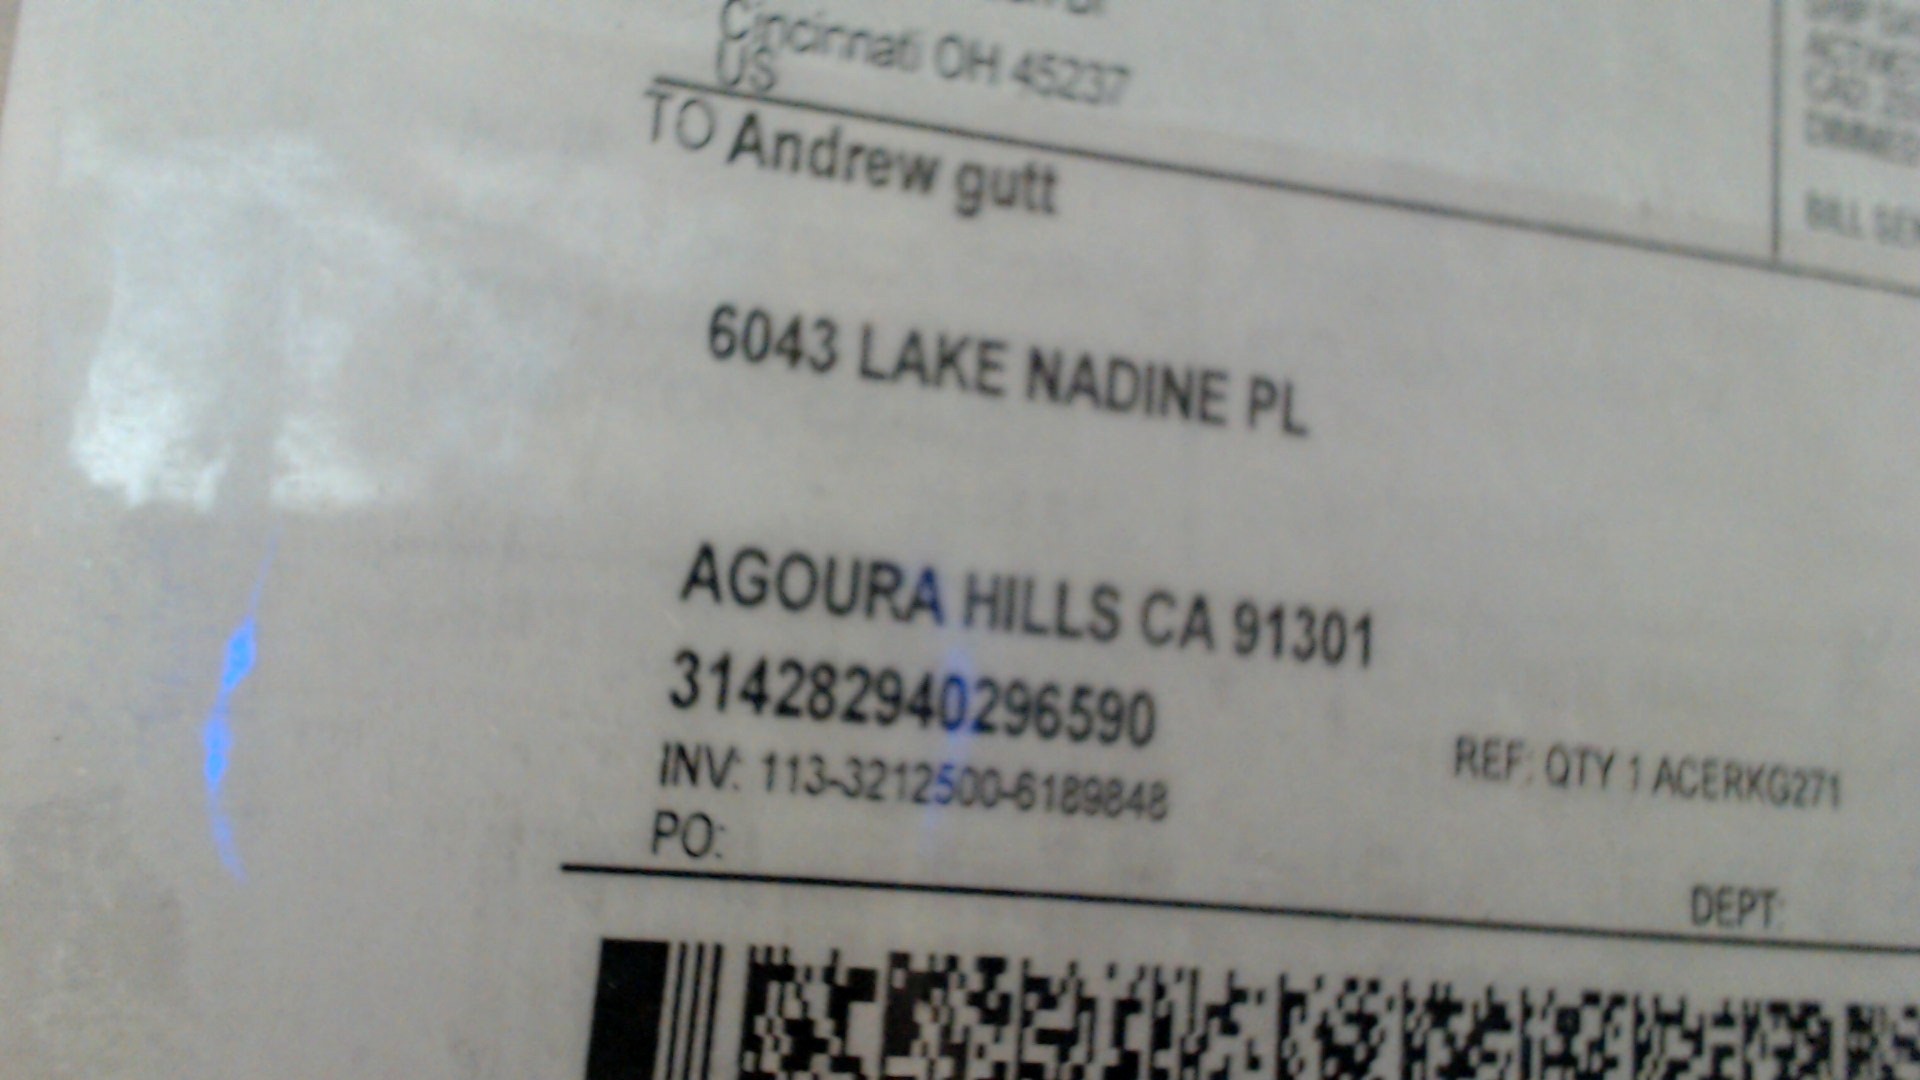 Cincinnati OH 45237
US
TO Andrew gutt
6043 LAKE NADINE PL
AGOURA HILLS CA 91301
314282940296590
INV: 113-3212500-6189848
REF: QTY 1 ACERKG271
PO:
DEPT:
BILL